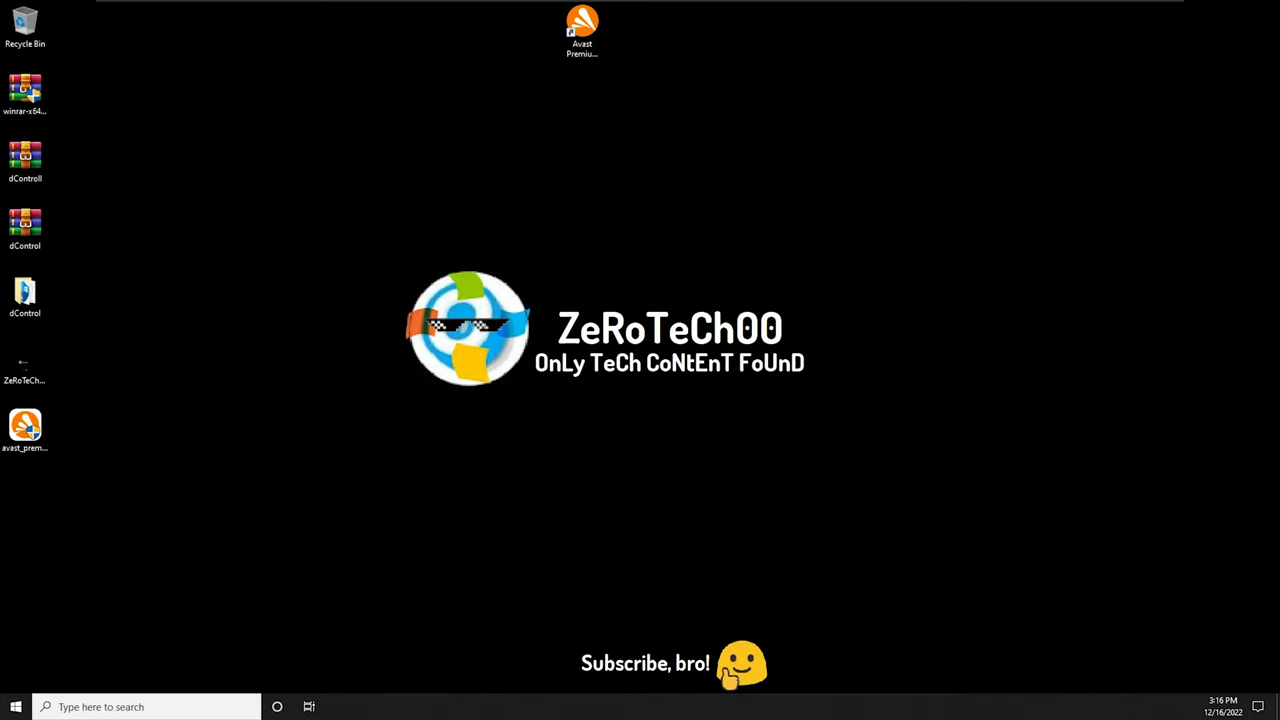 Recycle Bin
Avast
Premiu...
winrar-x64...
dControll
dControl
dControl
ZeRoTeCh...
avast_prem...
ZeRoTeCh00
OnLy TeCh CoNtEnT FoUnD
Subscribe, bro!
Type here to search
3:16 PM
12/16/2022